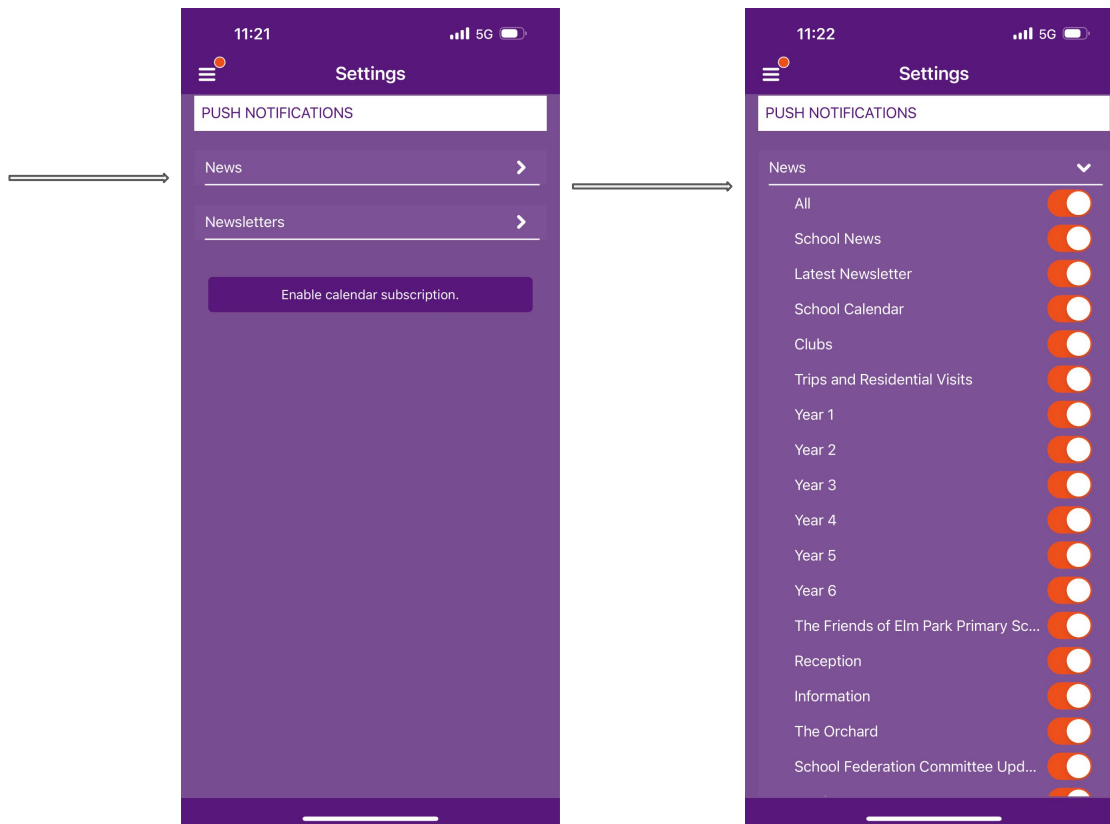 11:21
5G
Settings
PUSH NOTIFICATIONS
News
Newsletters
Enable calendar subscription.
11:22
5G
Settings
PUSH NOTIFICATIONS
News
All
School News
Latest Newsletter
School Calendar
Clubs
Trips and Residential Visits
Year 1
Year 2
Year 3
Year 4
Year 5
Year 6
The Friends of Elm Park Primary Sc...
Reception
Information
The Orchard
School Federation Committee Upd...